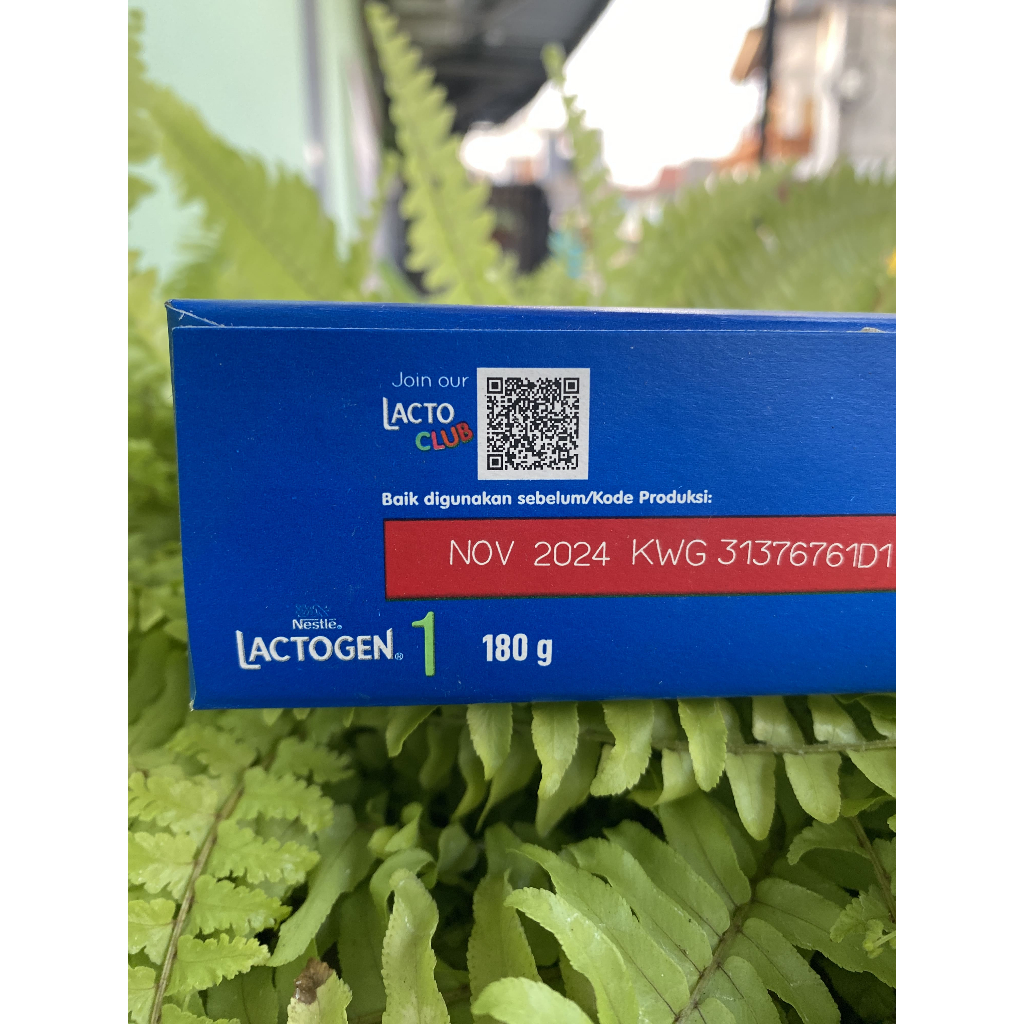 Join our
LACTO
CLUB
Baik digunakan sebelum/Kode Produksi:
NOV 2024 KWG 31376761D1
Nestlé®
LACTOGEN® 1 180 g